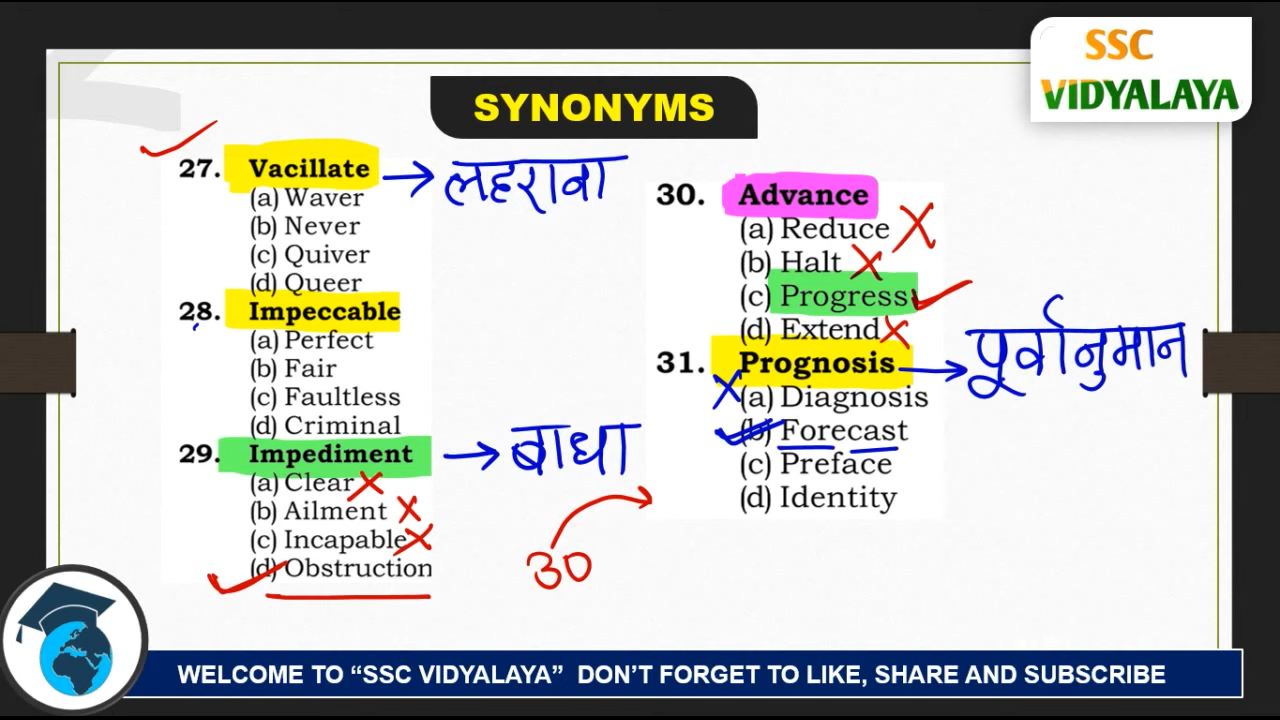 SSC
VIDYALAYA
SYNONYMS
27. Vacillate → लहरावा
(a) Waver
(b) Never
(c) Quiver
(d) Queer
28. Impeccable
(a) Perfect
(b) Fair
(c) Faultless
(d) Criminal
29. Impediment → बाधा
(a) Clear
(b) Ailment
(c) Incapable
(d) Obstruction
30
30. Advance
(a) Reduce
(b) Halt
(c) Progress
(d) Extend
31. Prognosis → पूर्वानुमान
(a) Diagnosis
(b) Forecast
(c) Preface
(d) Identity
WELCOME TO “SSC VIDYALAYA” DON’T FORGET TO LIKE, SHARE AND SUBSCRIBE